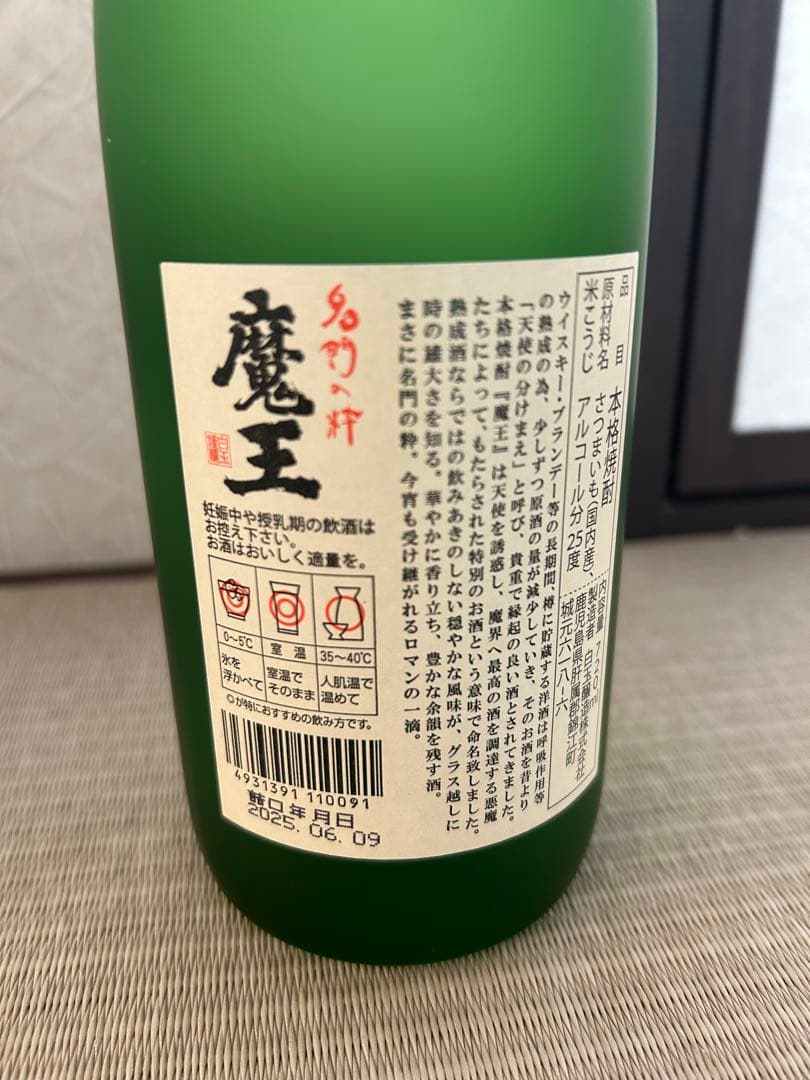 品目 本格焼酎
原材料名 さつまいも(国内産)、
米こうじ アルコール分 25度
内容量 720ml
製造者 白玉醸造株式会社
鹿児島県肝属郡錦江町
城元六一八-六
ウイスキー・ブランデー等の長期間、樽に貯蔵する洋酒は呼吸作用等
の熟成の為、少しずつ原酒の量が減少していき、そのお酒を昔より
「天使の分けまえ」と呼び、貴重で縁起の良い酒とされてきました。
本格焼酎『魔王』は天使を誘惑し、魔界へ最高の酒を調達する悪魔
たちによって、もたらされた特別のお酒という意味で命名致しました。
熟成酒ならではの飲みあきのしない穏やかな風味が、グラス越しに
時の雄大さを知る。華やかに香り立ち、豊かな余韻を残す酒。
まさに名門の粋。今宵も受け継がれるロマンの一滴。
名門の粋
魔王
白玉醸造
妊娠中や授乳期の飲酒は
お控え下さい。
お酒はおいしく適量を。
0〜5℃ 室温 35〜40℃
氷を浮かべて 室温でそのまま 人肌温で温めて
◎が特におすすめの飲み方です。
4931391 110091
詰口年月日
2025.06.09